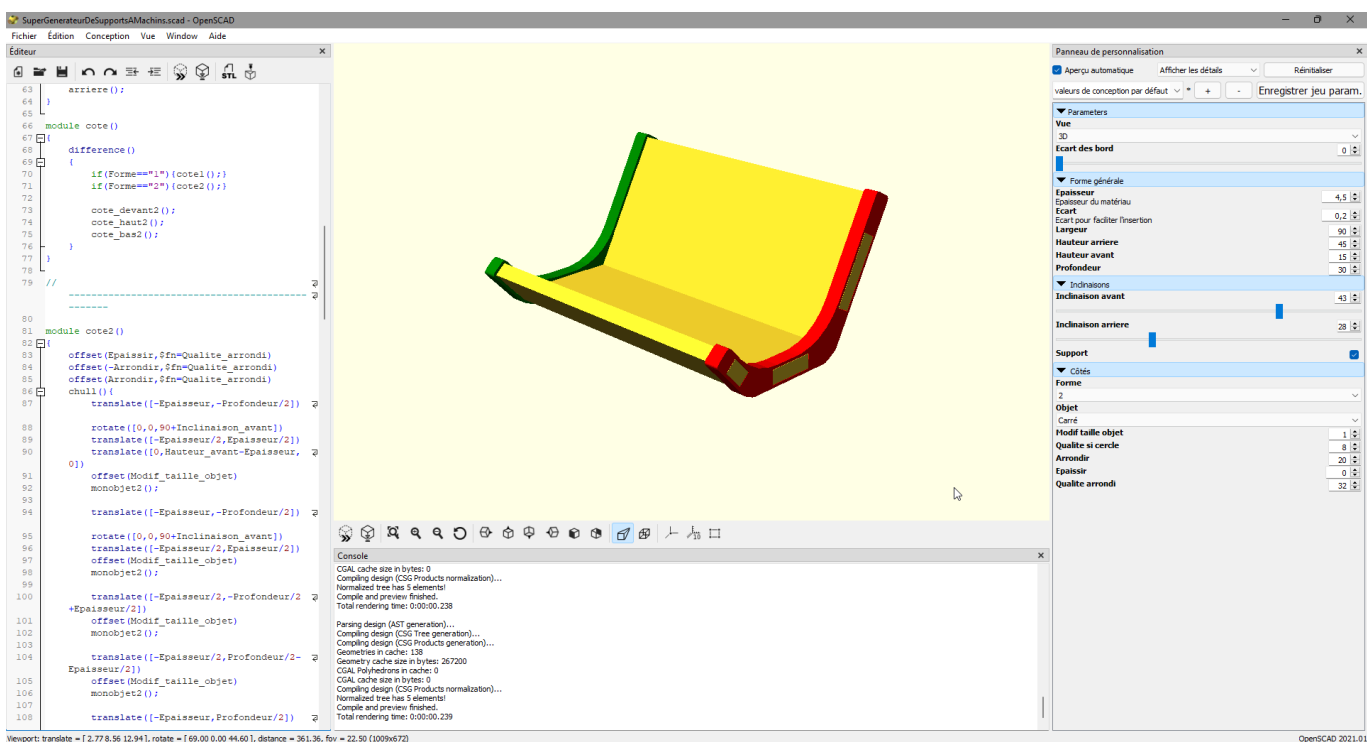 SuperGenerateurDeSupportsAMachins.scad - OpenSCAD
Fichier Édition Conception Vue Window Aide
Éditeur
STL
63 arriere();
64 }
65
66 module cote()
67 {
68 difference()
69 {
70 if(Forme=="1"){cote1();}
71 if(Forme=="2"){cote2();}
72
73 cote_devant2();
74 cote_haut2();
75 cote_bas2();
76 }
77 }
78
79 //
------------------------------------------
-------
80
81 module cote2()
82 {
83 offset(Epaissir,$fn=Qualite_arrondi)
84 offset(-Arrondir,$fn=Qualite_arrondi)
85 offset(Arrondir,$fn=Qualite_arrondi)
86 chull(){
87 translate([-Epaisseur,-Profondeur/2])
88 rotate([0,0,90+Inclinaison_avant])
89 translate([-Epaisseur/2,Epaisseur/2])
90 translate([0,Hauteur_avant-Epaisseur,
0])
91 offset(Modif_taille_objet)
92 monobjet2();
93
94 translate([-Epaisseur,-Profondeur/2])
95 rotate([0,0,90+Inclinaison_avant])
96 translate([-Epaisseur/2,Epaisseur/2])
97 offset(Modif_taille_objet)
98 monobjet2();
99
100 translate([-Epaisseur/2,-Profondeur/2
+Epaisseur/2])
101 offset(Modif_taille_objet)
102 monobjet2();
103
104 translate([-Epaisseur/2,Profondeur/2-
Epaisseur/2])
105 offset(Modif_taille_objet)
106 monobjet2();
107
108 translate([-Epaisseur,Profondeur/2])
Console
CGAL cache size in bytes: 0
Compiling design (CSG Products normalization)...
Normalized tree has 5 elements!
Compile and preview finished.
Total rendering time: 0:00:00.238
Parsing design (AST generation)...
Compiling design (CSG Tree generation)...
Compiling design (CSG Products generation)...
Geometries in cache: 138
Geometry cache size in bytes: 267200
CGAL Polyhedrons in cache: 0
CGAL cache size in bytes: 0
Compiling design (CSG Products normalization)...
Normalized tree has 5 elements!
Compile and preview finished.
Total rendering time: 0:00:00.239
Panneau de personnalisation
Aperçu automatique Afficher les détails Réinitialiser
valeurs de conception par défaut * + - Enregistrer jeu param.
Parameters
Vue
3D
Ecart des bord 0
Forme générale
Epaisseur
Epaisseur du matériau 4,5
Ecart
Ecart pour faciliter l'insertion 0,2
Largeur 90
Hauteur arriere 45
Hauteur avant 15
Profondeur 30
Inclinaisons
Inclinaison avant 43
Inclinaison arriere 28
Support
Côtés
Forme
2
Objet
Carré
Modif taille objet 1
Qualite si cercle 8
Arrondir 20
Epaissir 0
Qualite arrondi 32
Viewport: translate = [ 2.77 8.56 12.94 ], rotate = [ 69.00 0.00 44.60 ], distance = 361.36, fov = 22.50 (1009x672)
OpenSCAD 2021.01